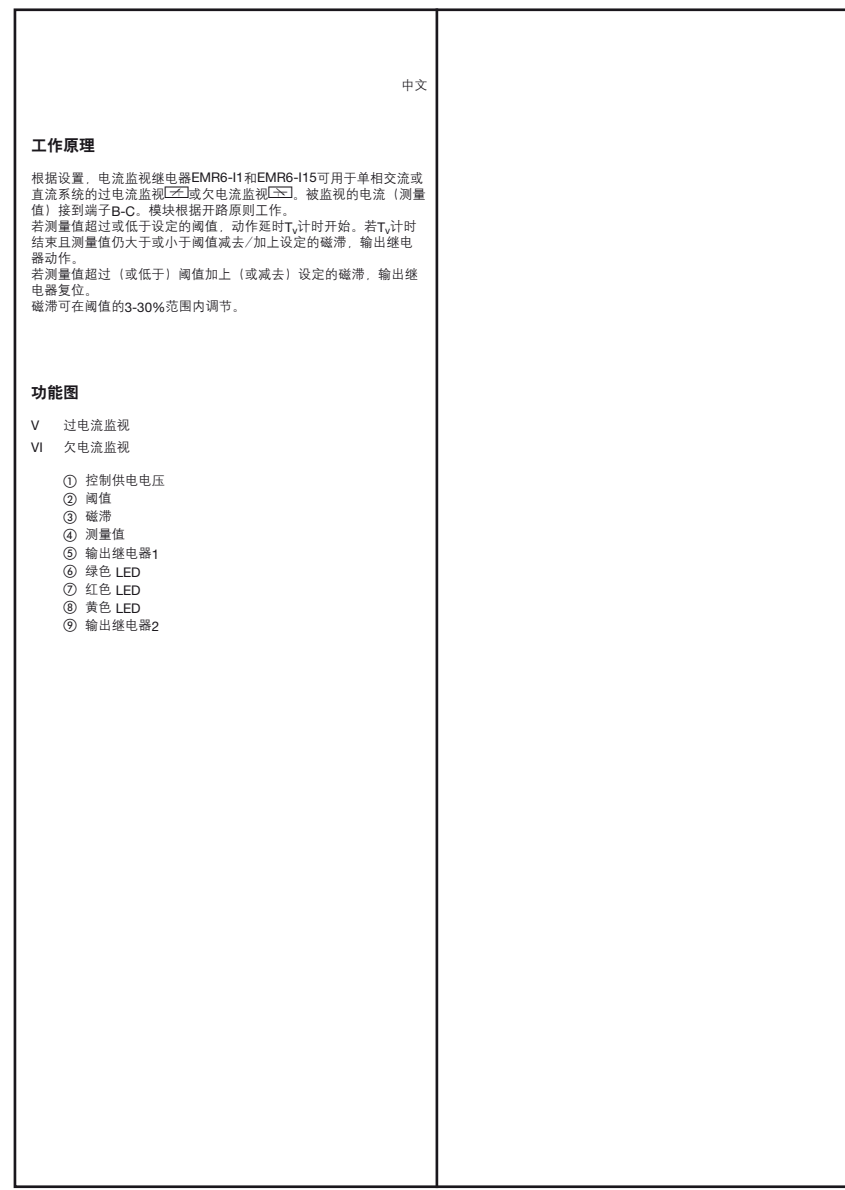 中文
工作原理
根据设置，电流监视继电器EMR6-I1和EMR6-I15可用于单相交流或
直流系统的过电流监视或欠电流监视。被监视的电流（测量
值）接到端子B-C。模块根据开路原则工作。
若测量值超过或低于设定的阈值，动作延时Tv计时开始。若Tv计时
结束且测量值仍大于或小于阈值减去/加上设定的磁滞，输出继电
器动作。
若测量值超过（或低于）阈值加上（或减去）设定的磁滞，输出继
电器复位。
磁滞可在阈值的3-30%范围内调节。
功能图
V 过电流监视
VI 欠电流监视
① 控制供电电压
② 阈值
③ 磁滞
④ 测量值
⑤ 输出继电器1
⑥ 绿色 LED
⑦ 红色 LED
⑧ 黄色 LED
⑨ 输出继电器2